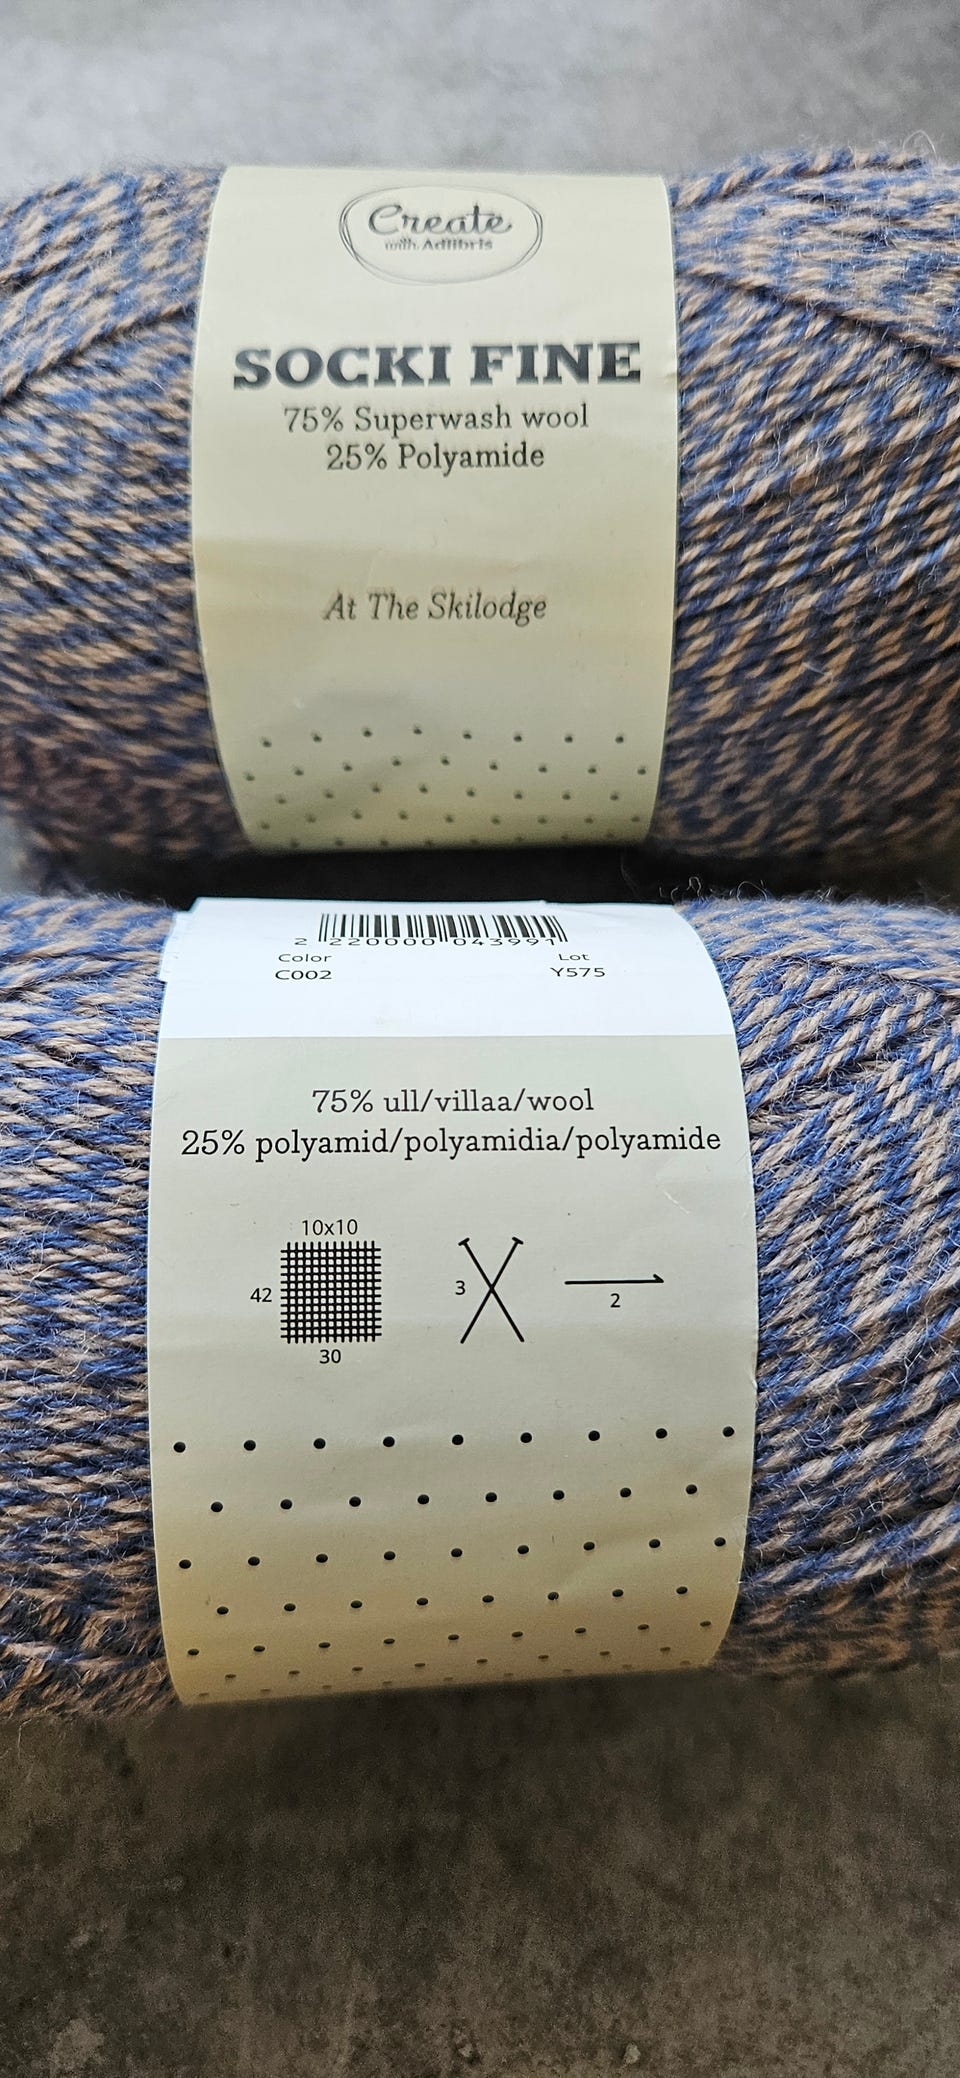 Create
with Adlibris
SOCKI FINE
75% Superwash wool
25% Polyamide
At The Skilodge
2 220000 043991
Color Lot
C002 Y575
75% ull/villaa/wool
25% polyamid/polyamidia/polyamide
10x10
42
30
3
2